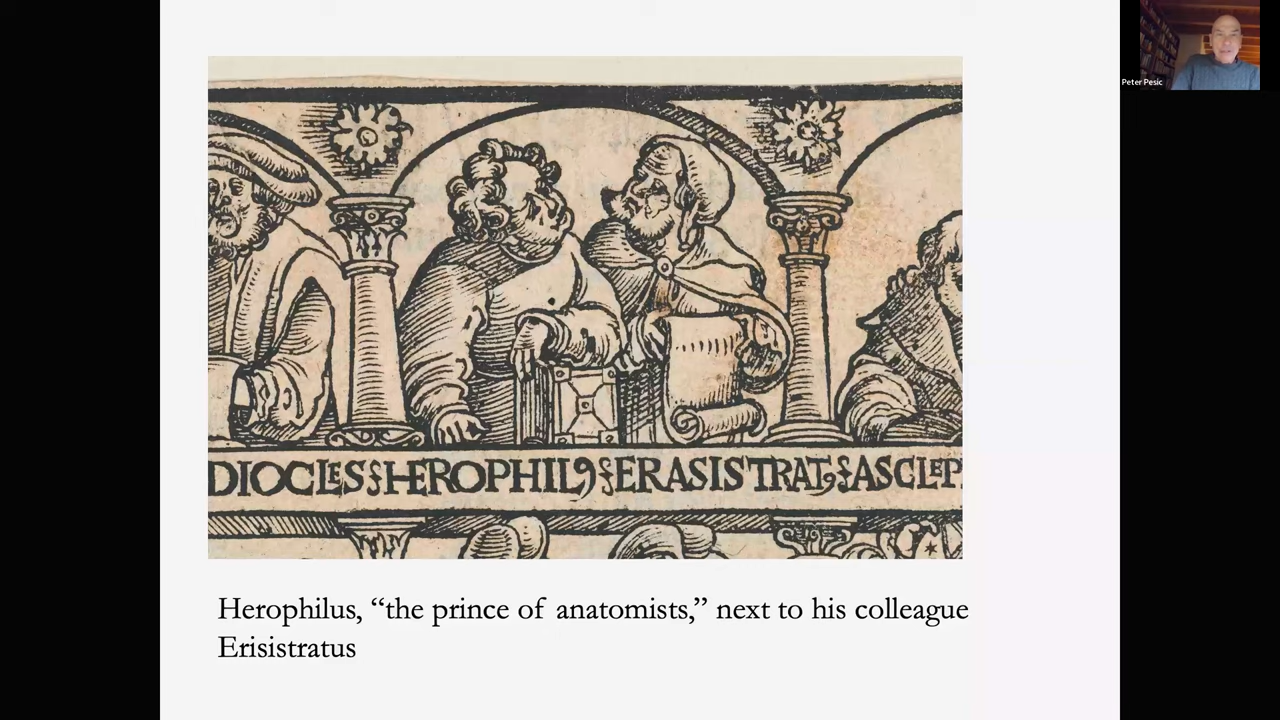 Peter Pesic
DIOCLES⁊HEROPHIL9⁊ERASISTRAT9⁊ASCLEP
Herophilus, “the prince of anatomists,” next to his colleague
Erisistratus